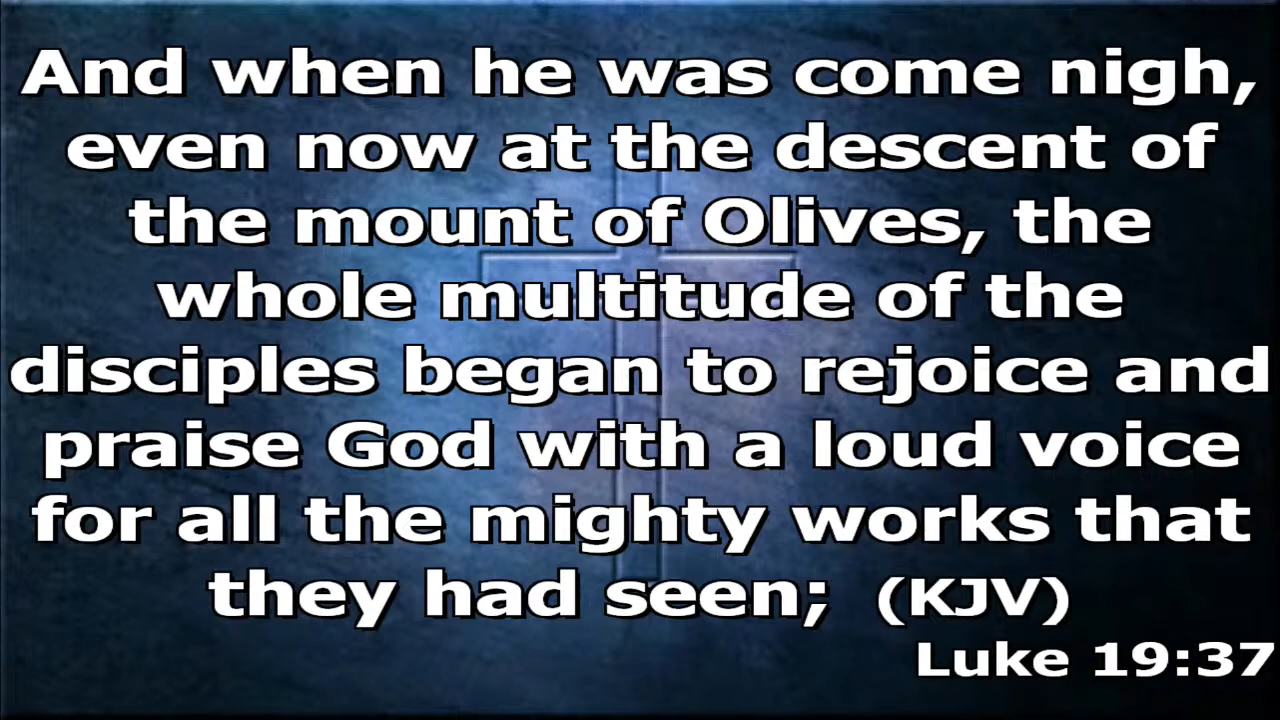 And when he was come nigh,
even now at the descent of
the mount of Olives, the
whole multitude of the
disciples began to rejoice and
praise God with a loud voice
for all the mighty works that
they had seen; (KJV)
Luke 19:37